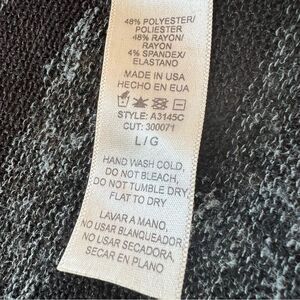 48% POLYESTER/
POLIESTER
48% RAYON/
RAYON
4% SPANDEX/
ELASTANO
MADE IN USA
HECHO EN EUA
STYLE: A3145C
CUT: 300071
L/G
HAND WASH COLD,
DO NOT BLEACH,
DO NOT TUMBLE DRY
FLAT TO DRY
LAVAR A MANO,
NO USAR BLANQUEADOR
NO USAR SECADORA,
SECAR EN PLANO